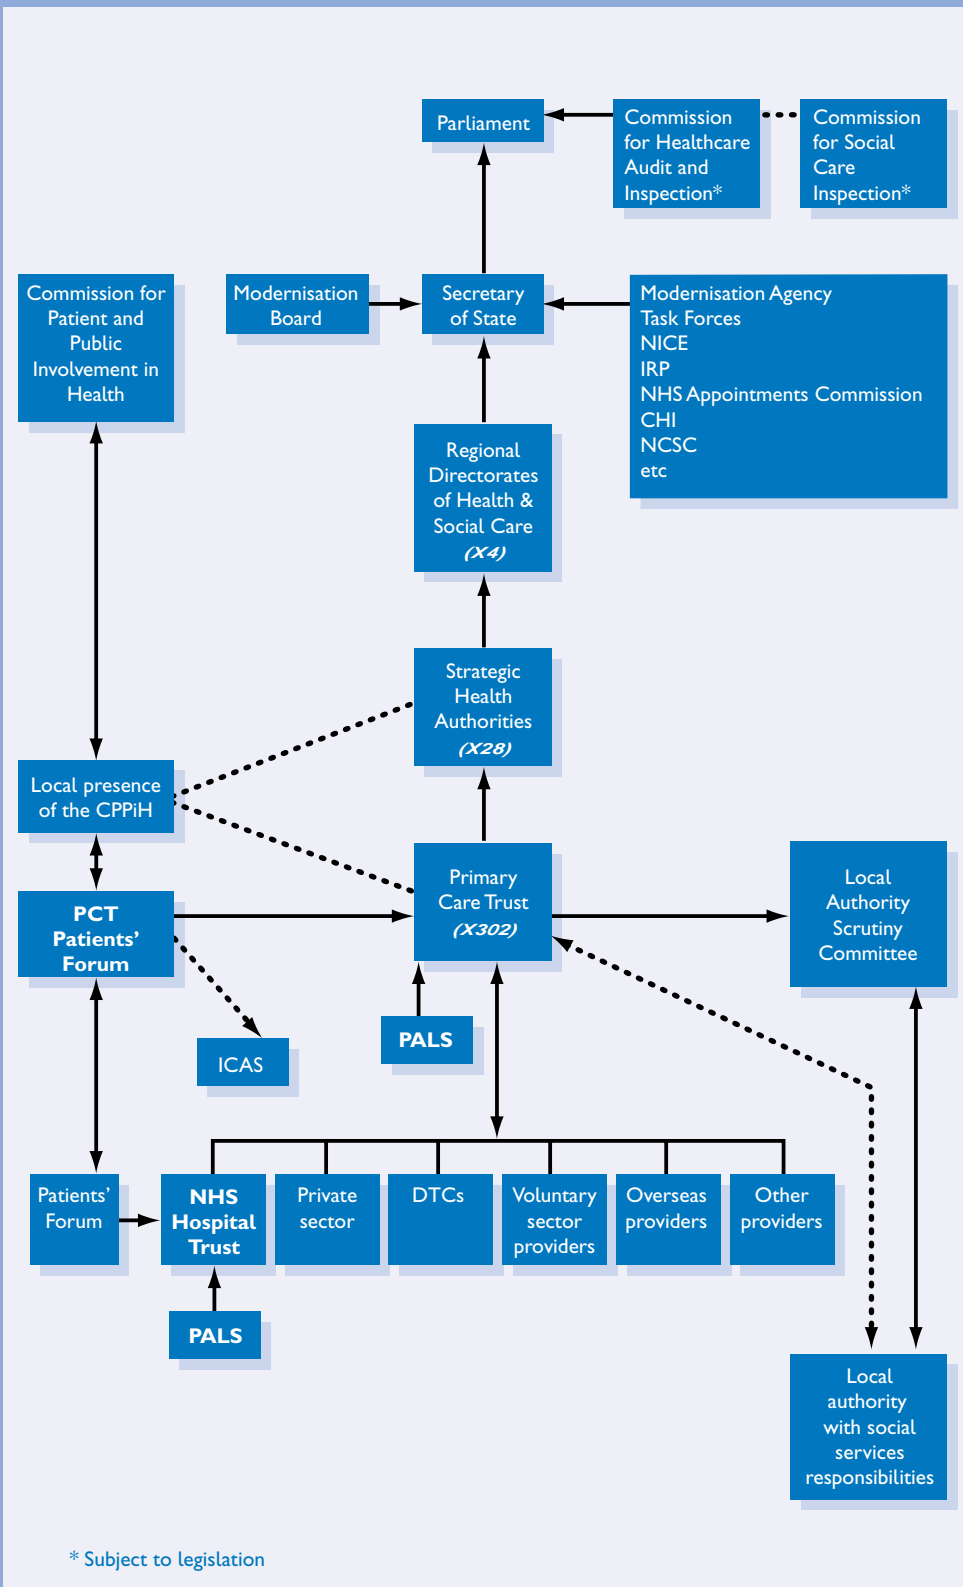 Parliament
Commission
for Healthcare
Audit and
Inspection*
Commission
for Social
Care
Inspection*
Commission for
Patient and
Public
Involvement in
Health
Modernisation
Board
Secretary
of State
Modernisation Agency
Task Forces
NICE
IRP
NHS Appointments Commission
CHI
NCSC
etc
Regional
Directorates
of Health &
Social Care
(X4)
Strategic
Health
Authorities
(X28)
Local presence
of the CPPiH
Primary
Care Trust
(X302)
Local
Authority
Scrutiny
Committee
PCT
Patients’
Forum
PALS
ICAS
Patients’
Forum
NHS
Hospital
Trust
Private
sector
DTCs
Voluntary
sector
providers
Overseas
providers
Other
providers
PALS
Local
authority
with social
services
responsibilities
* Subject to legislation